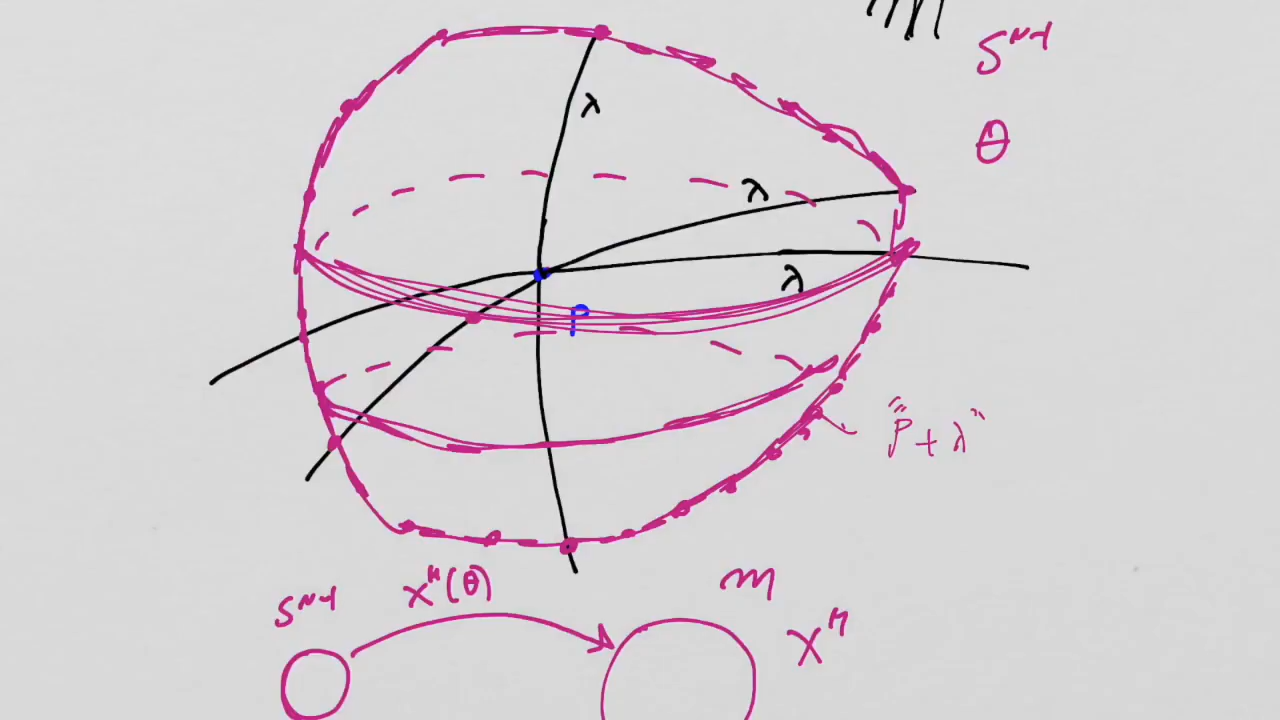 S^{N-1}
λ
θ
λ
λ
P
"P + λ"
S^{N-1} X^M(θ) m
X^M